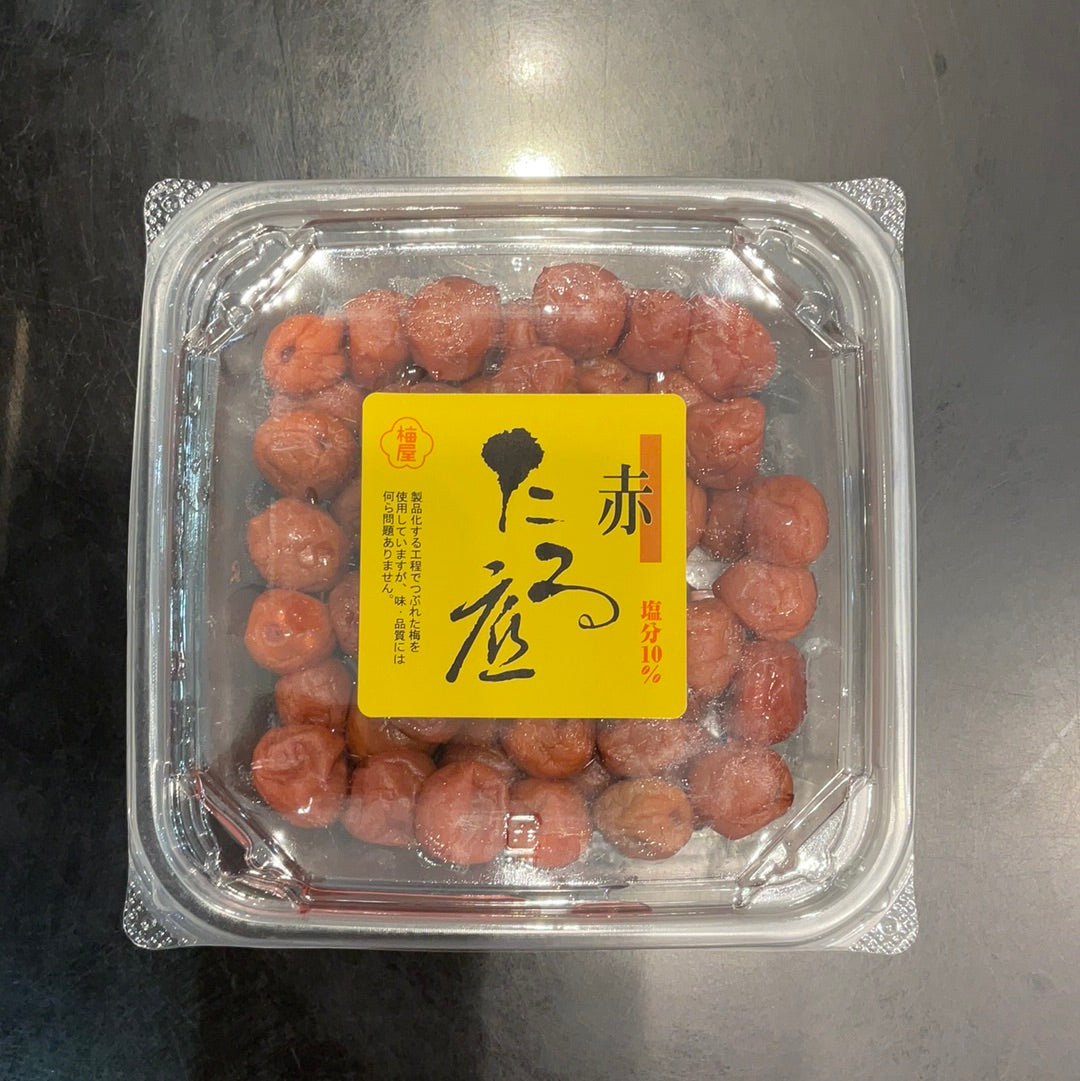 梅屋
赤
たる底
塩分10%
製品化する工程でつぶれた梅を
使用していますが、味・品質には
何ら問題ありません。